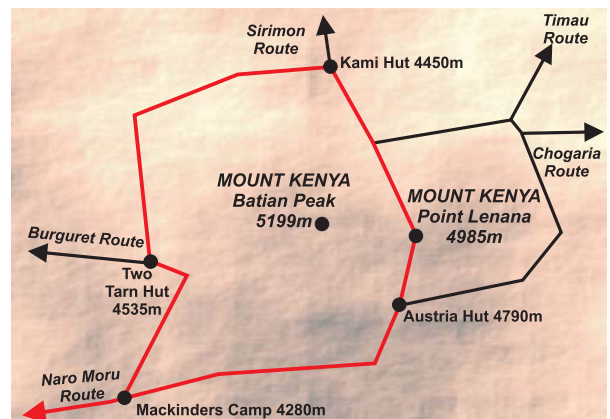 Sirimon
Route
Timau
Route
Kami Hut 4450m
Chogaria
Route
MOUNT KENYA
Batian Peak
5199m
MOUNT KENYA
Point Lenana
4985m
Burguret Route
Two
Tarn Hut
4535m
Austria Hut 4790m
Naro Moru
Route
Mackinders Camp 4280m